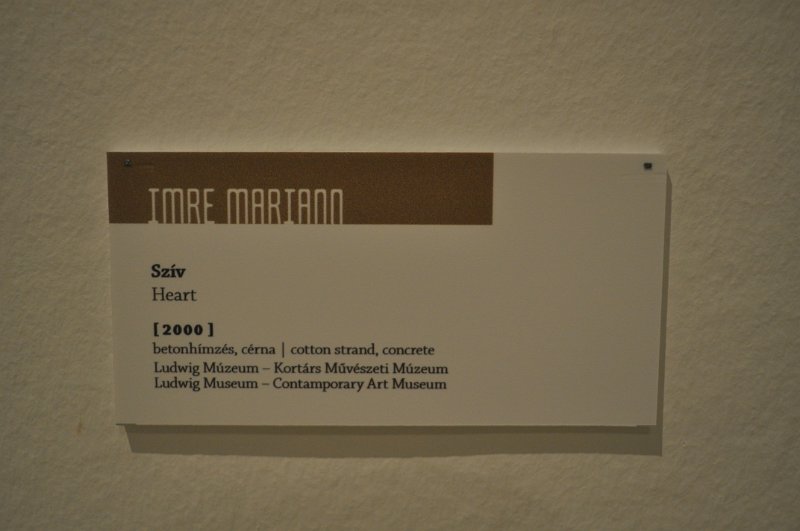 IMRE MARIANN
Szív
Heart
[2000]
betonhímzés, cérna | cotton strand, concrete
Ludwig Múzeum – Kortárs Művészeti Múzeum
Ludwig Museum – Contamporary Art Museum